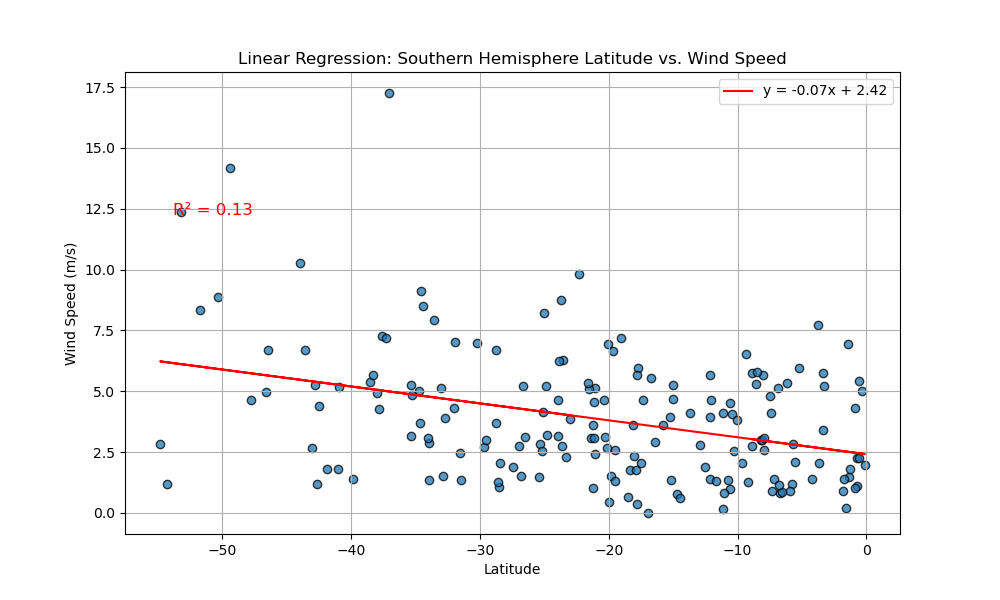 Linear Regression: Southern Hemisphere Latitude vs. Wind Speed
y = -0.07x + 2.42
R² = 0.13
Wind Speed (m/s)
17.5
15.0
12.5
10.0
7.5
5.0
2.5
0.0
−50 −40 −30 −20 −10 0
Latitude